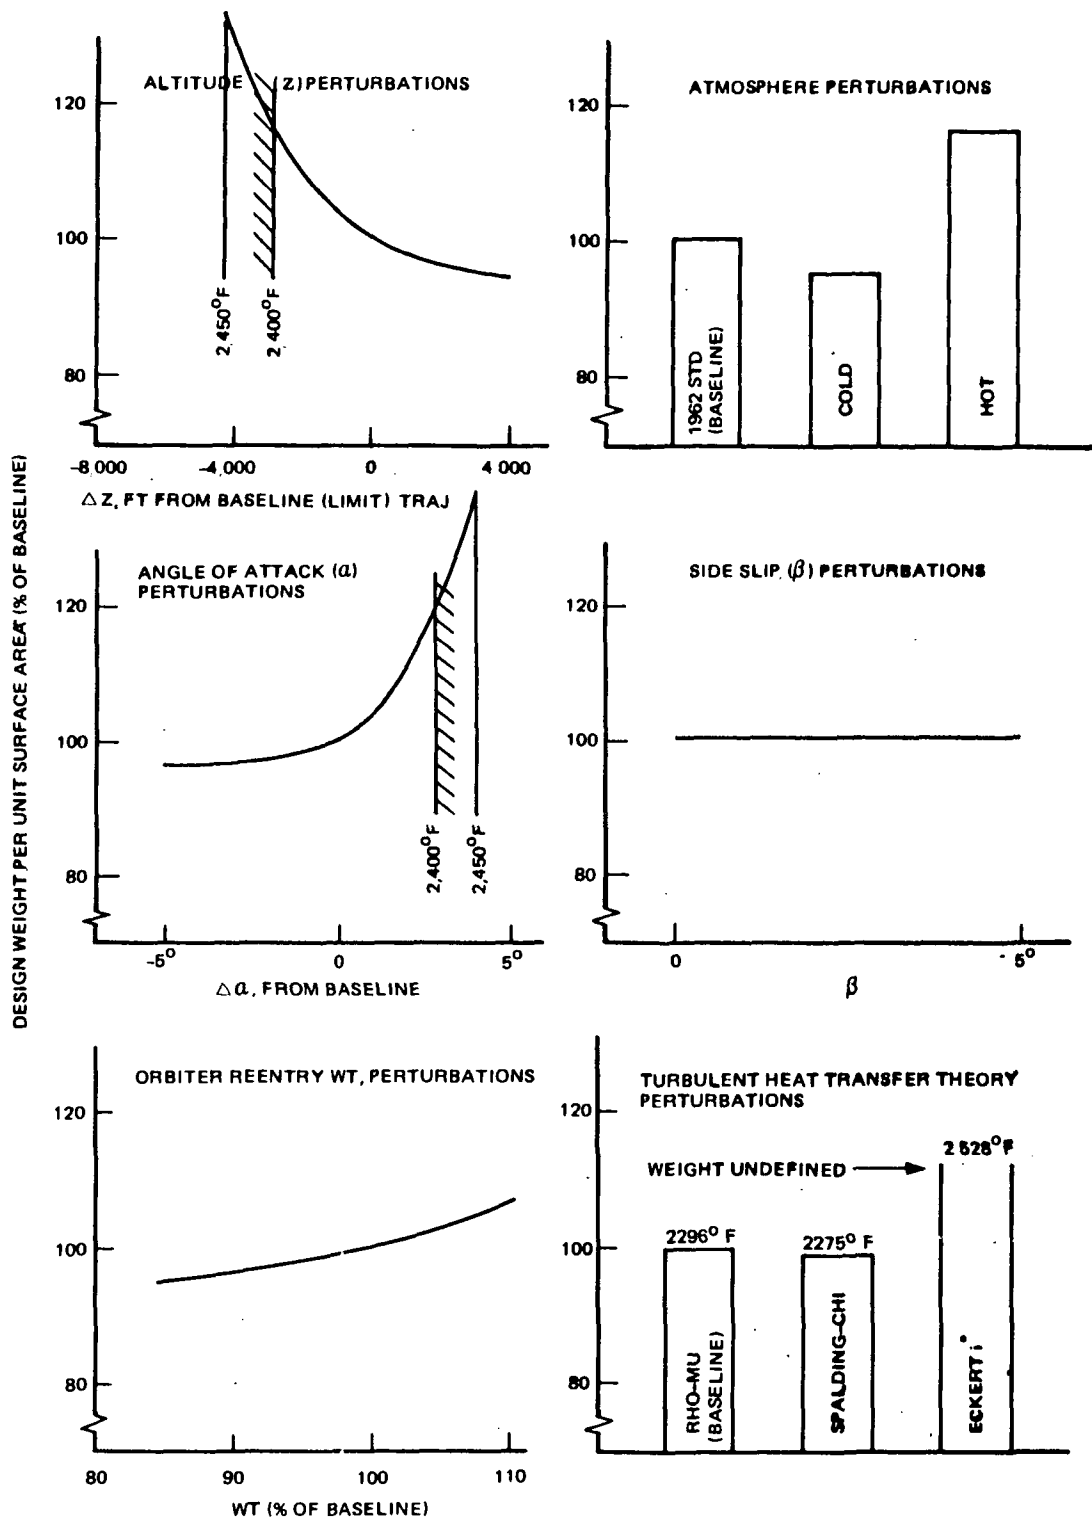 DESIGN WEIGHT PER UNIT SURFACE AREA (% OF BASELINE)
ALTITUDE (Z) PERTURBATIONS
120
100
80
2 450°F
2 400°F
-8 000 -4,000 0 4 000
△Z, FT FROM BASELINE (LIMIT) TRAJ
ATMOSPHERE PERTURBATIONS
120
100
80
1962 STD
(BASELINE)
COLD
HOT
ANGLE OF ATTACK (α)
PERTURBATIONS
120
100
80
2,400°F
2,450°F
-5° 0 5°
△α, FROM BASELINE
SIDE SLIP, (β) PERTURBATIONS
120
100
80
0 5°
β
ORBITER REENTRY WT, PERTURBATIONS
120
100
80
80 90 100 110
WT (% OF BASELINE)
TURBULENT HEAT TRANSFER THEORY
PERTURBATIONS
120
100
80
WEIGHT UNDEFINED
2296° F
2275° F
2 528°F
RHO-MU
(BASELINE)
SPALDING-CHI
ECKERT